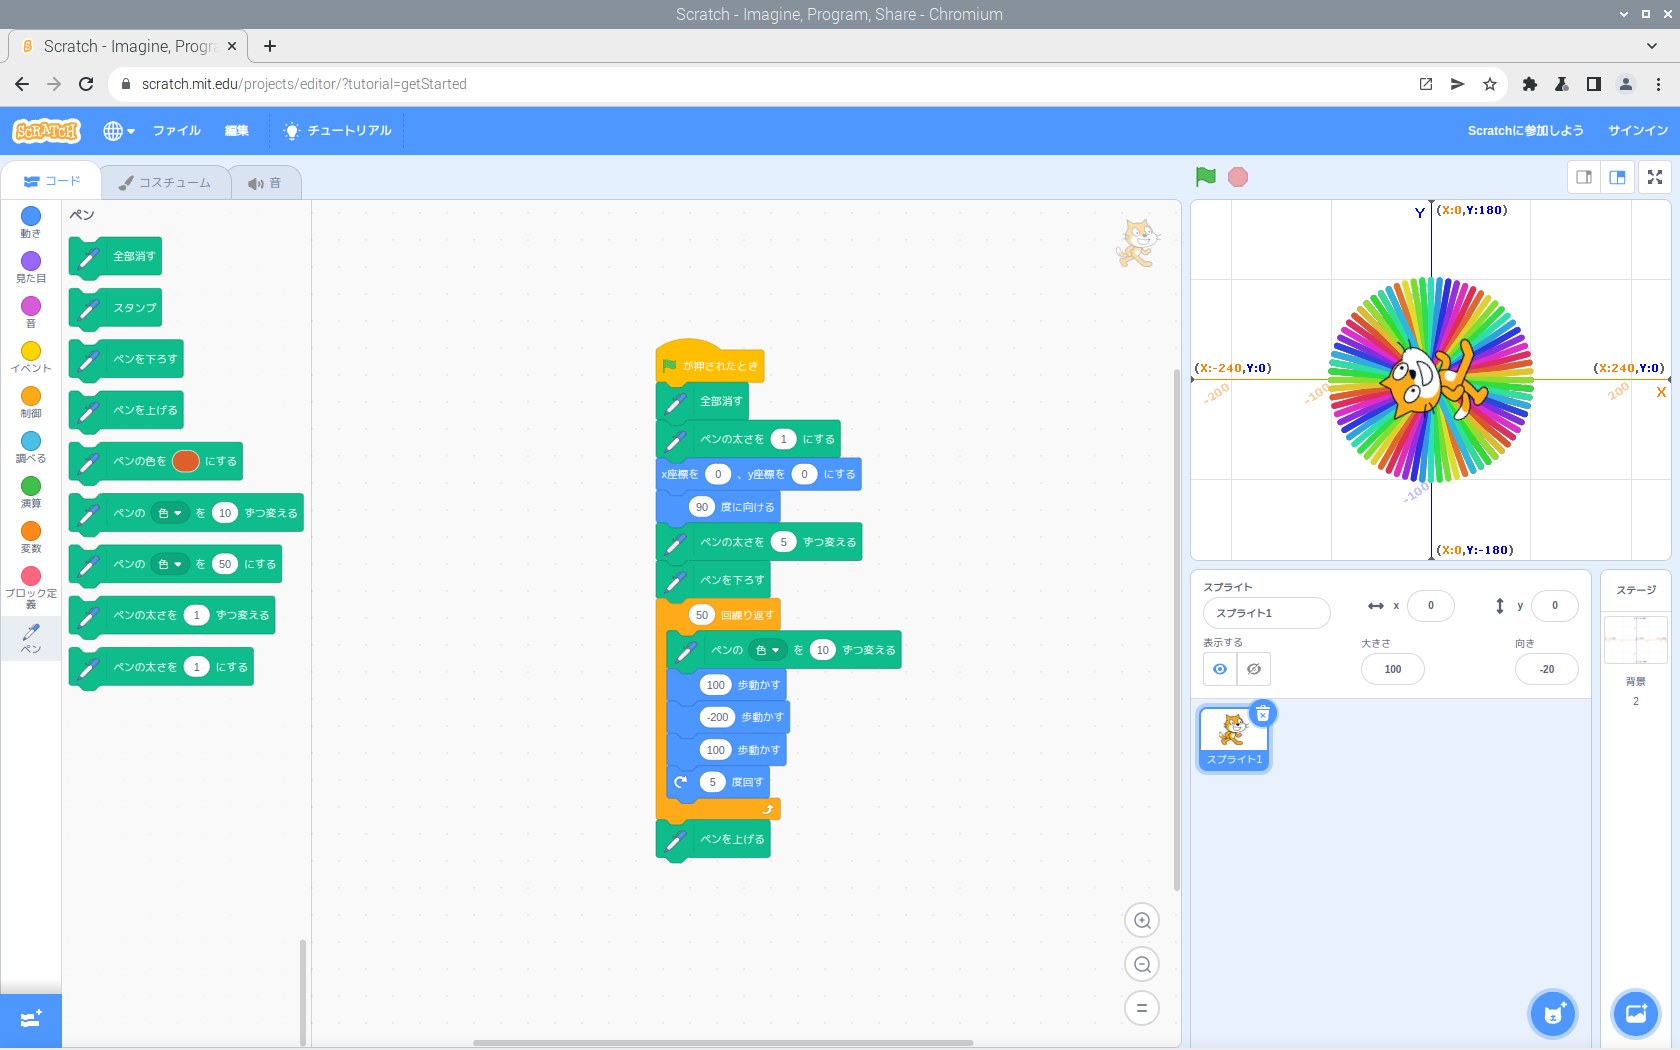 Scratch - Imagine, Program, Share - Chromium
Scratch - Imagine, Progra
scratch.mit.edu/projects/editor/?tutorial=getStarted
SCRATCH
ファイル
編集
チュートリアル
Scratchに参加しよう
サインイン
コード
コスチューム
音
動き
見た目
音
イベント
制御
調べる
演算
変数
ブロック定
義
ペン
ペン
全部消す
スタンプ
ペンを下ろす
ペンを上げる
ペンの色を にする
ペンの 色 を 10 ずつ変える
ペンの 色 を 50 にする
ペンの太さを 1 ずつ変える
ペンの太さを 1 にする
が押されたとき
全部消す
ペンの太さを 1 にする
x座標を 0 、y座標を 0 にする
90 度に向ける
ペンの太さを 5 ずつ変える
ペンを下ろす
50 回繰り返す
ペンの 色 を 10 ずつ変える
100 歩動かす
-200 歩動かす
100 歩動かす
5 度回す
ペンを上げる
Y (X:0,Y:180)
(X:-240,Y:0)
(X:240,Y:0)
-200
-100
200
X
-100
(X:0,Y:-180)
スプライト
スプライト1
x 0
y 0
表示する
大きさ
向き
100
-20
スプライト1
ステージ
背景
2